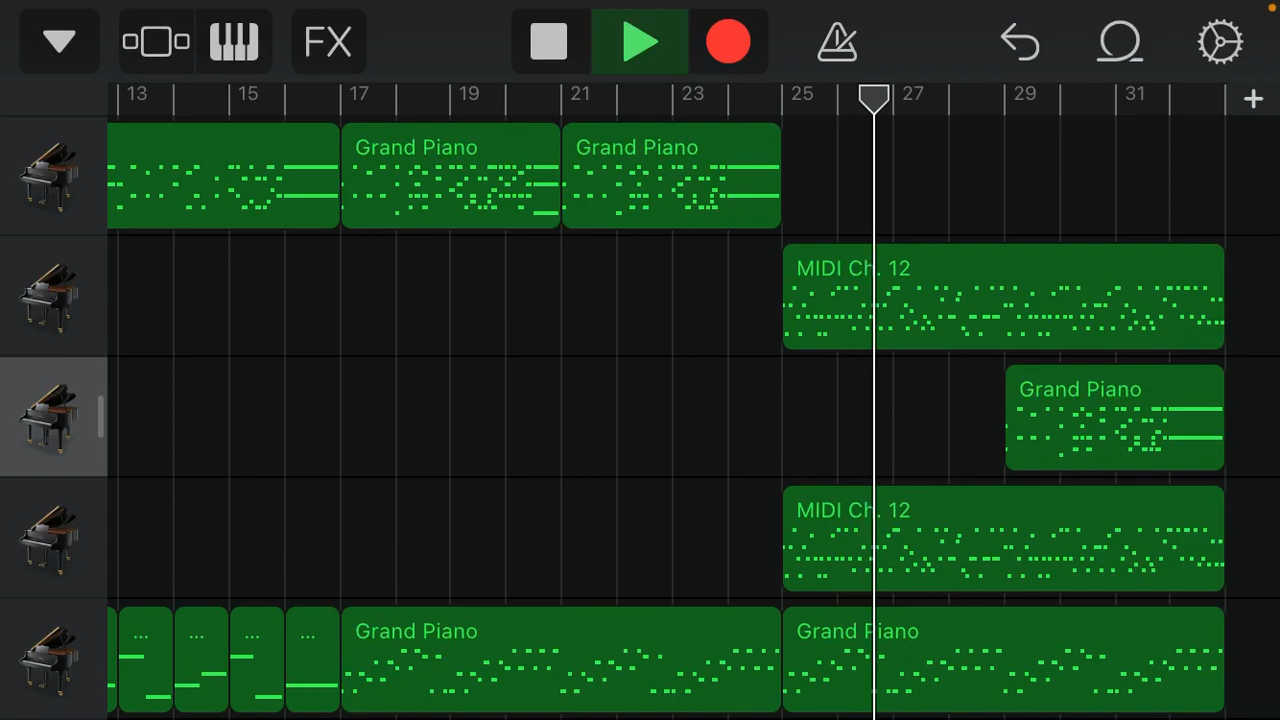 FX
13 15 17 19 21 23 25 27 29 31 +
Grand Piano Grand Piano
MIDI Ch. 12
Grand Piano
MIDI Ch. 12
... ... ... ... Grand Piano Grand Piano